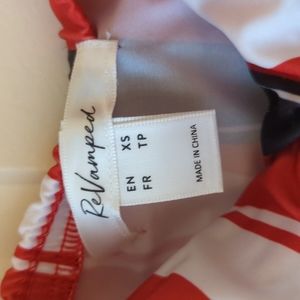 ReVamped
EN XS
FR TP
MADE IN CHINA